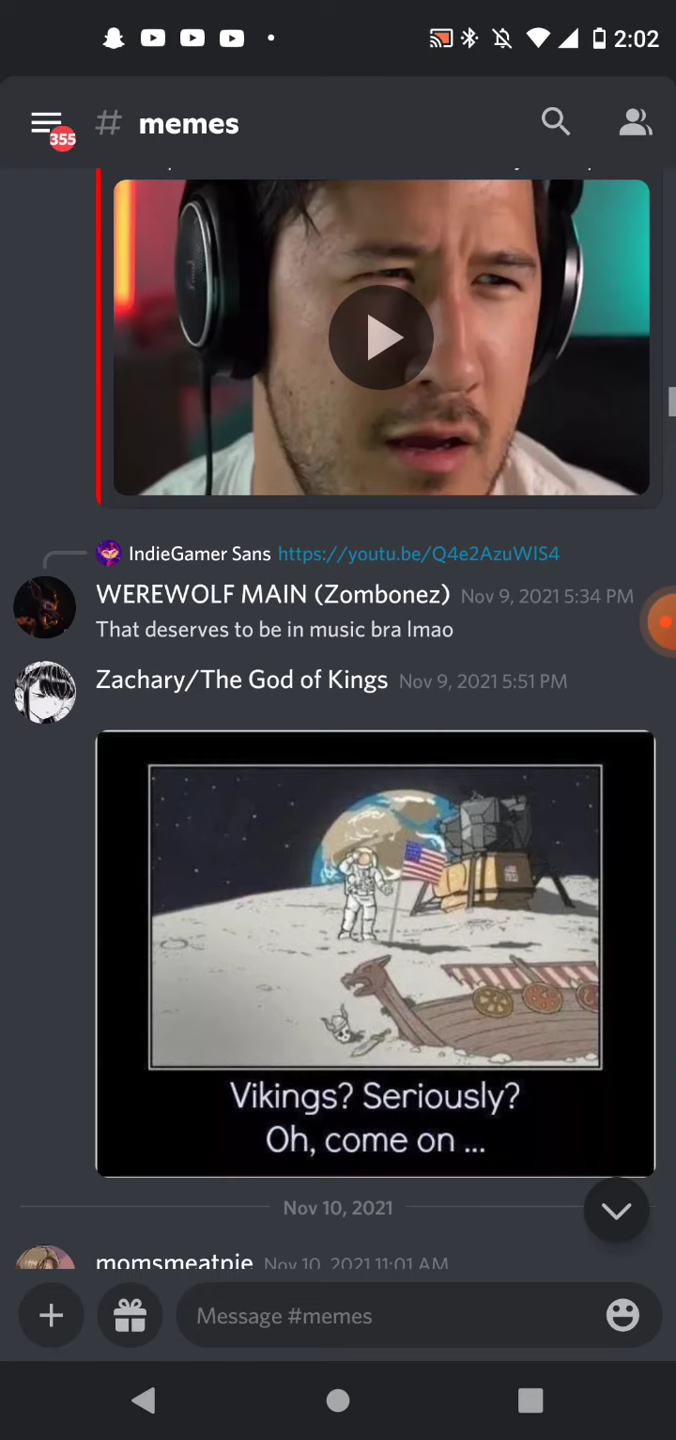 2:02
355
# memes
IndieGamer Sans https://youtu.be/Q4e2AzuWIS4
WEREWOLF MAIN (Zombonez) Nov 9, 2021 5:34 PM
That deserves to be in music bra lmao
Zachary/The God of Kings Nov 9, 2021 5:51 PM
Vikings? Seriously?
Oh, come on ...
Nov 10, 2021
momsmeatpie Nov 10, 2021 11:01 AM
Message #memes